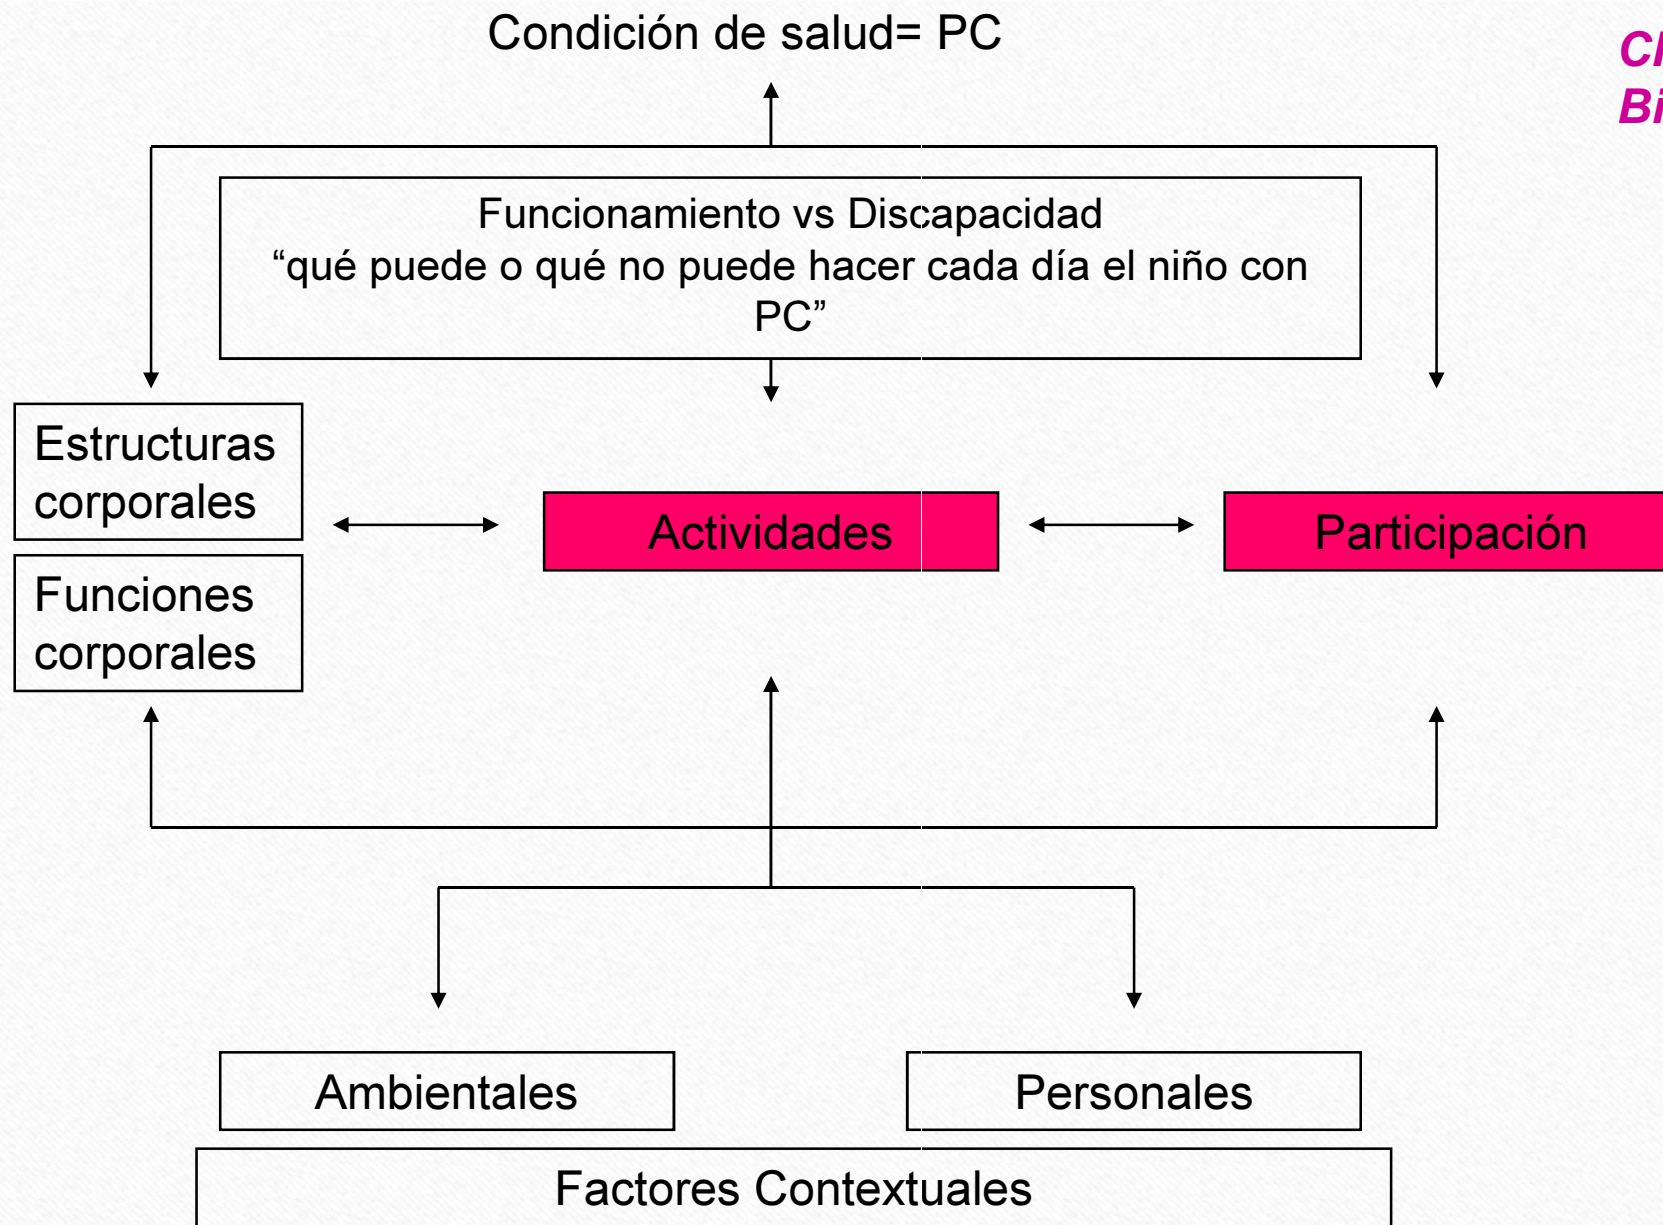 Condición de salud= PC
Funcionamiento vs Discapacidad
“qué puede o qué no puede hacer cada día el niño con
PC”
Estructuras
corporales
Funciones
corporales
Actividades
Participación
Ambientales
Personales
Factores Contextuales